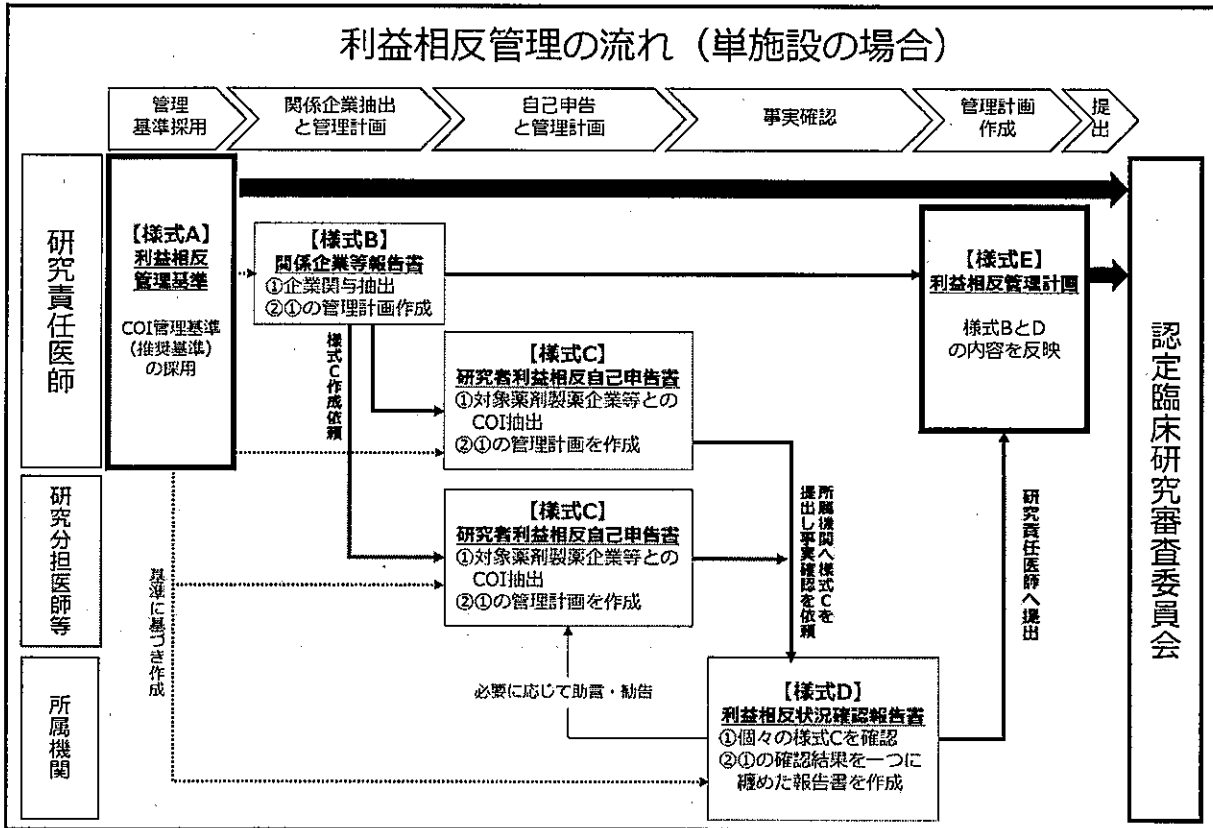 利益相反管理の流れ（単施設の場合）
管理
基準採用
関係企業抽出
と管理計画
自己申告
と管理計画
事実確認
管理計画
作成
提
出
研究責任医師
【様式A】
利益相反
管理基準
COI管理基準
(推奨基準)
の採用
【様式B】
関係企業等報告書
①企業関与抽出
②①の管理計画作成
様式C作成依頼
【様式C】
研究者利益相反自己申告書
①対象薬剤製薬企業等との
COI抽出
②①の管理計画を作成
【様式E】
利益相反管理計画
様式BとD
の内容を反映
認定臨床研究審査委員会
研究分担医師等
【様式C】
研究者利益相反自己申告書
①対象薬剤製薬企業等との
COI抽出
②①の管理計画を作成
所属機関へ様式Cを
提出し事実確認を依頼
研究責任医師へ提出
基準に基づき作成
所属機関
必要に応じて助言・勧告
【様式D】
利益相反状況確認報告書
①個々の様式Cを確認
②①の確認結果を一つに
纏めた報告書を作成